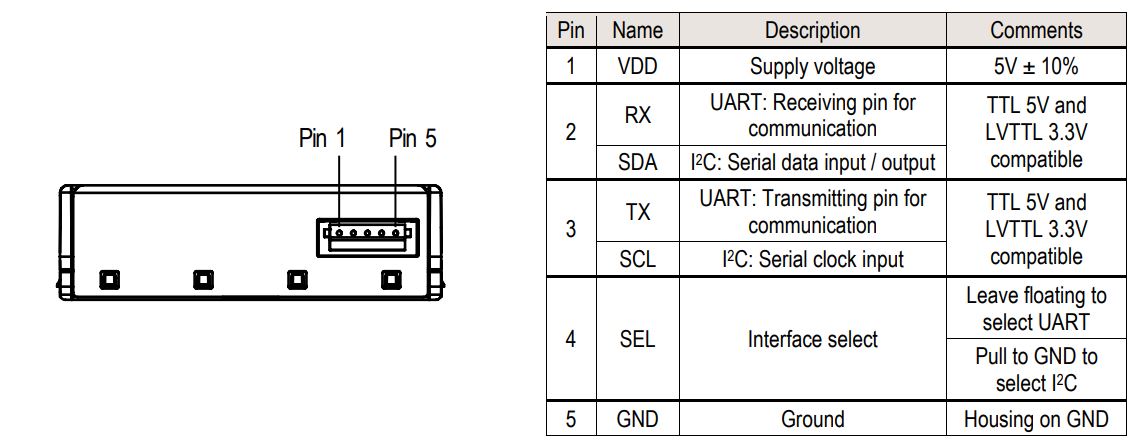 Pin 1 Pin 5
Pin Name Description Comments
1 VDD Supply voltage 5V ± 10%
2 RX UART: Receiving pin for
communication
TTL 5V and
LVTTL 3.3V
compatible
SDA I²C: Serial data input / output
3 TX UART: Transmitting pin for
communication
TTL 5V and
LVTTL 3.3V
compatible
SCL I²C: Serial clock input
4 SEL Interface select
Leave floating to
select UART
Pull to GND to
select I²C
5 GND Ground Housing on GND